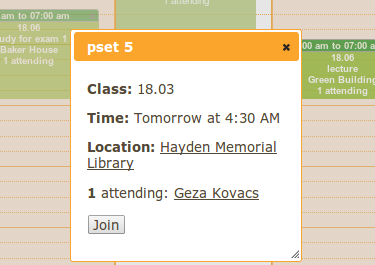 am to 07:00 am
18.06
study for exam 1
Baker House
1 attending
1 attending
pset 5
Class: 18.03
Time: Tomorrow at 4:30 AM
Location: Hayden Memorial
Library
1 attending: Geza Kovacs
Join
00 am to 07:00 am
18.06
lecture
Green Building
1 attending